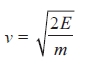 v = √(2E/m)